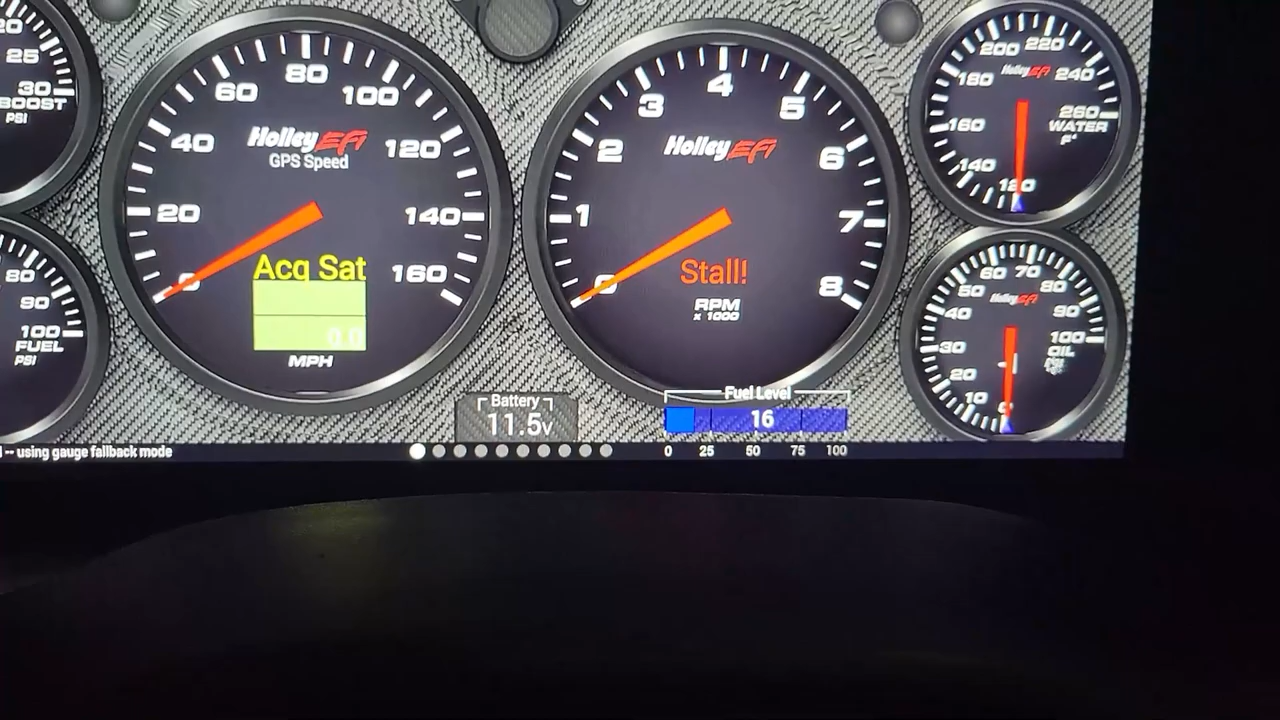 20
25
30
BOOST
PSI
80
90
100
FUEL
PSI
0
20
40
60
80
100
120
140
160
Holley EFI
GPS Speed
Acq Sat
0.0
MPH
0
1
2
3
4
5
6
7
8
Holley EFI
Stall!
RPM
x 1000
120
140
160
180
200
220
240
260
Holley EFI
WATER
F°
0
10
20
30
40
50
60
70
80
90
100
Holley EFI
OIL
PSI
Battery
11.5v
Fuel Level
16
0 25 50 75 100
-- using gauge fallback mode